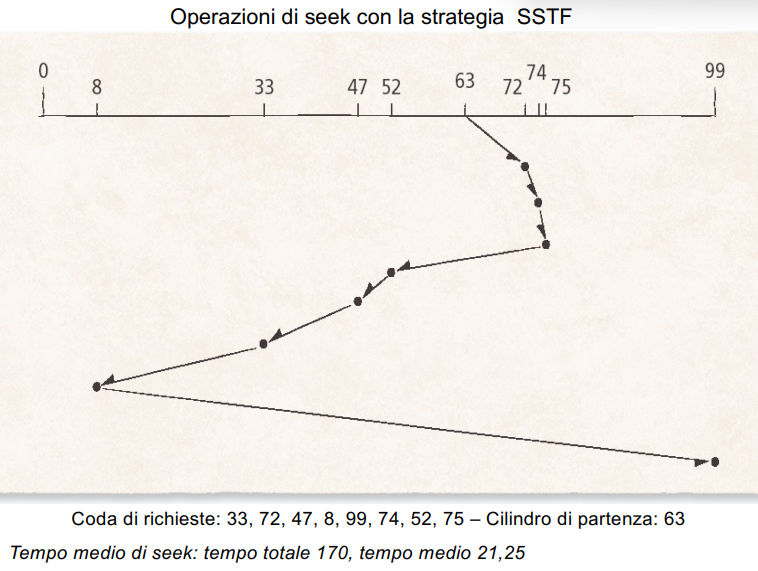 Operazioni di seek con la strategia SSTF
0 8 33 47 52 63 72 74 75 99
Coda di richieste: 33, 72, 47, 8, 99, 74, 52, 75 – Cilindro di partenza: 63
Tempo medio di seek: tempo totale 170, tempo medio 21,25